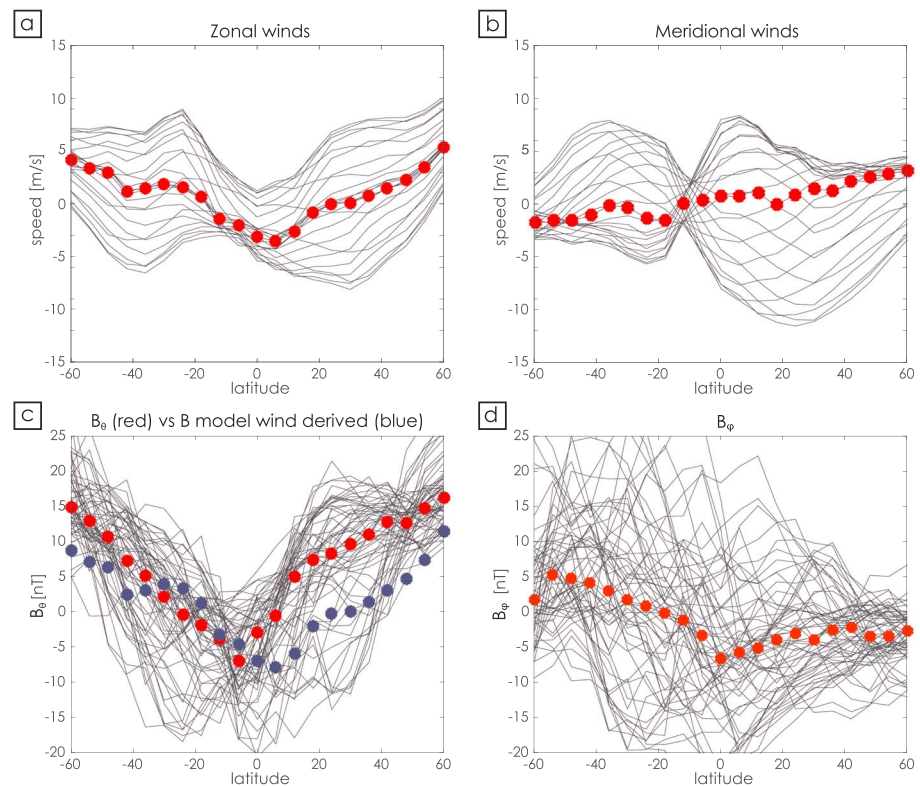 a
Zonal winds
15
10
5
0
-5
-10
-15
speed [m/s]
-60 -40 -20 0 20 40 60
latitude
b
Meridional winds
15
10
5
0
-5
-10
-15
speed [m/s]
-60 -40 -20 0 20 40 60
latitude
c
Bθ (red) vs B model wind derived (blue)
25
20
15
10
5
0
-5
-10
-15
-20
Bθ [nT]
-60 -40 -20 0 20 40 60
latitude
d
Bφ
25
20
15
10
5
0
-5
-10
-15
-20
Bφ [nT]
-60 -40 -20 0 20 40 60
latitude